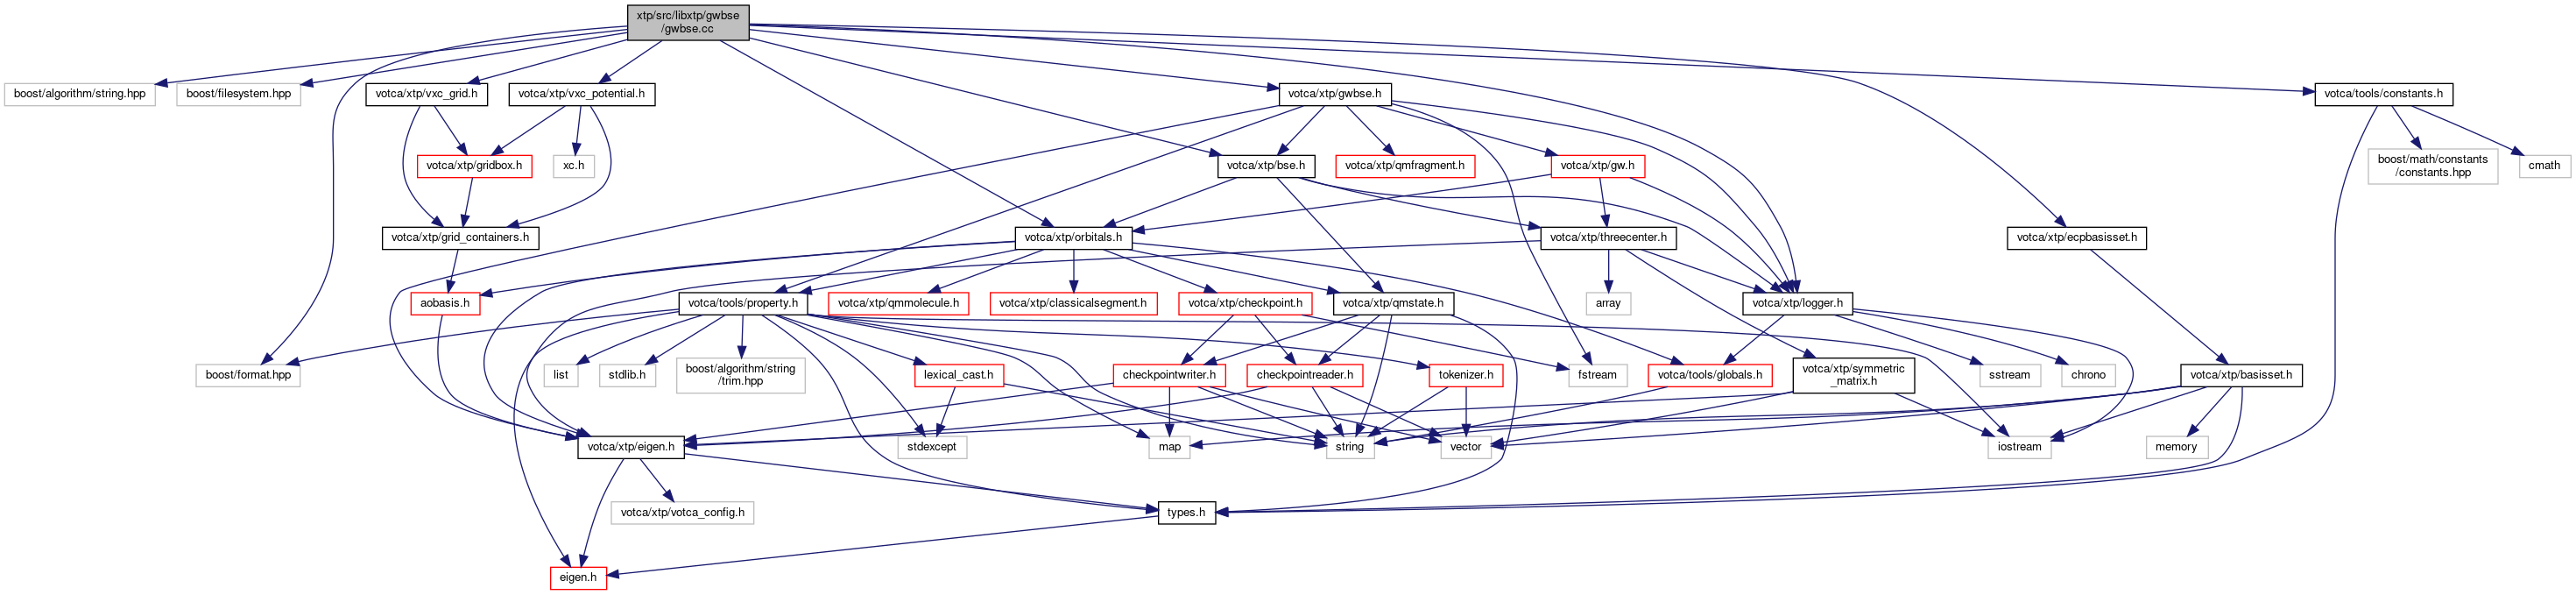 xtp/src/libxtp/gwbse
/gwbse.cc
boost/algorithm/string.hpp
boost/filesystem.hpp
votca/xtp/vxc_grid.h
votca/xtp/vxc_potential.h
votca/xtp/gwbse.h
votca/tools/constants.h
votca/xtp/gridbox.h
xc.h
votca/xtp/bse.h
votca/xtp/qmfragment.h
votca/xtp/gw.h
boost/math/constants
/constants.hpp
cmath
votca/xtp/grid_containers.h
votca/xtp/orbitals.h
votca/xtp/threecenter.h
votca/xtp/ecpbasisset.h
aobasis.h
votca/tools/property.h
votca/xtp/qmmolecule.h
votca/xtp/classicalsegment.h
votca/xtp/checkpoint.h
votca/xtp/qmstate.h
array
votca/xtp/logger.h
boost/format.hpp
list
stdlib.h
boost/algorithm/string
/trim.hpp
lexical_cast.h
checkpointwriter.h
checkpointreader.h
tokenizer.h
fstream
votca/tools/globals.h
votca/xtp/symmetric
_matrix.h
sstream
chrono
votca/xtp/basisset.h
votca/xtp/eigen.h
stdexcept
map
string
vector
iostream
memory
votca/xtp/votca_config.h
types.h
eigen.h